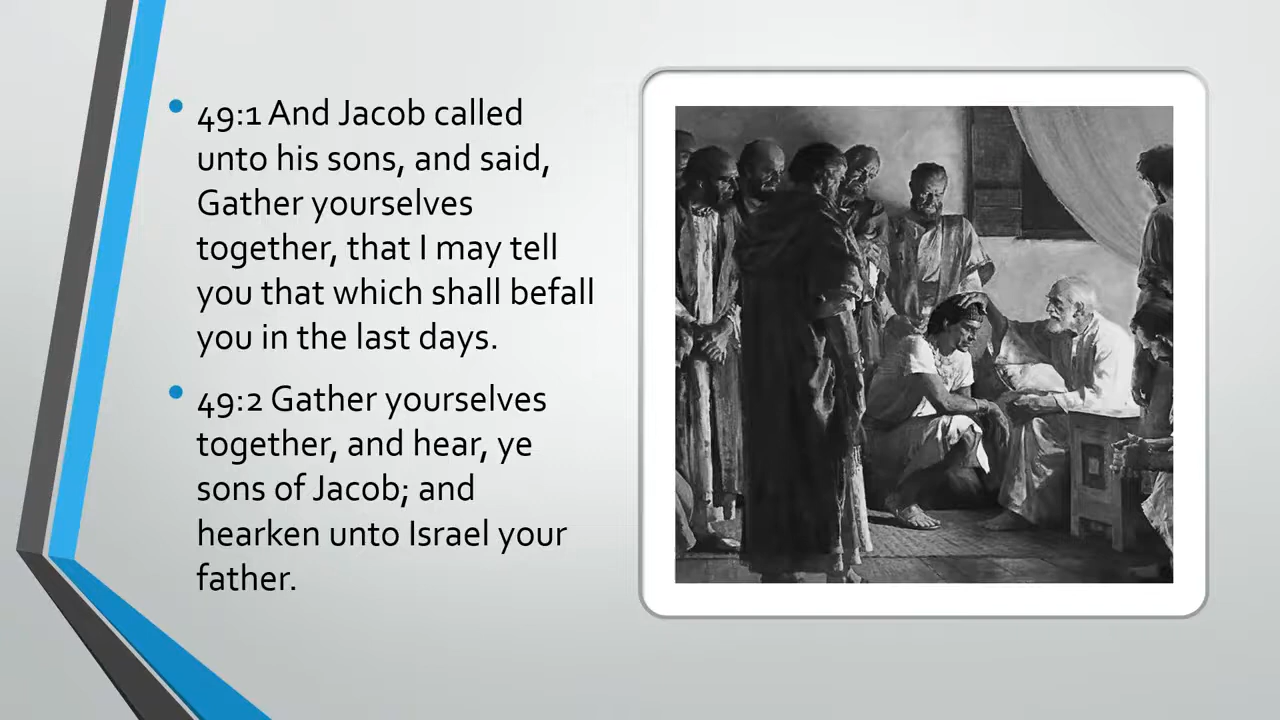 49:1 And Jacob called
unto his sons, and said,
Gather yourselves
together, that I may tell
you that which shall befall
you in the last days.
49:2 Gather yourselves
together, and hear, ye
sons of Jacob; and
hearken unto Israel your
father.